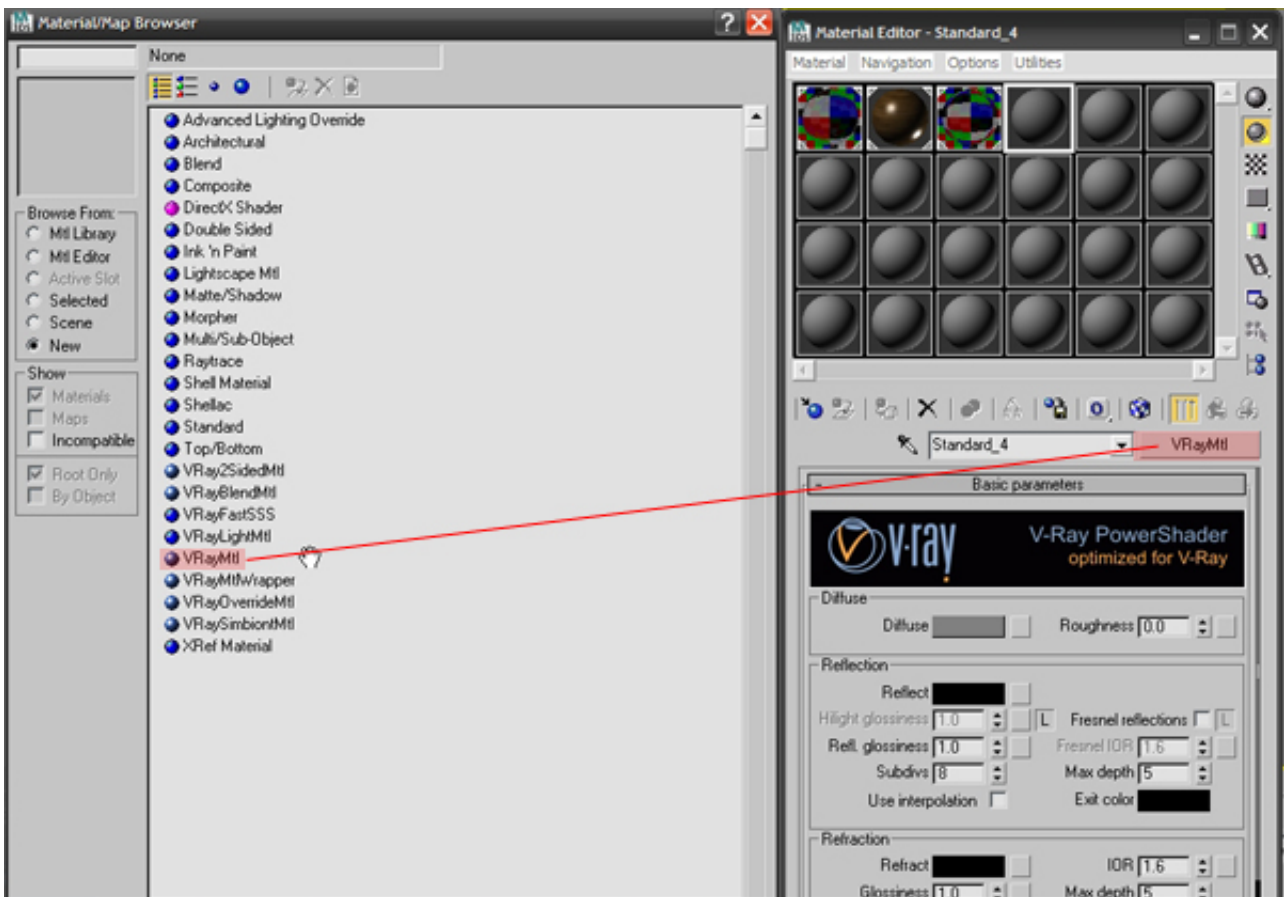 Material/Map Browser
None
Advanced Lighting Override
Architectural
Blend
Composite
DirectX Shader
Double Sided
Ink 'n Paint
Lightscape Mtl
Matte/Shadow
Morpher
Multi/Sub-Object
Raytrace
Shell Material
Shellac
Standard
Top/Bottom
VRay2SidedMtl
VRayBlendMtl
VRayFastSSS
VRayLightMtl
VRayMtl
VRayMtlWrapper
VRayOverrideMtl
VRaySimbiontMtl
XRef Material
Browse From:
Mtl Library
Mtl Editor
Active Slot
Selected
Scene
New
Show
Materials
Maps
Incompatible
Root Only
By Object
Material Editor - Standard_4
Material Navigation Options Utilities
Standard_4 VRayMtl
- Basic parameters
v·ray
V-Ray PowerShader
optimized for V-Ray
Diffuse
Diffuse Roughness 0.0
Reflection
Reflect
Hilight glossiness 1.0 L Fresnel reflections L
Refl. glossiness 1.0 Fresnel IOR 1.6
Subdivs 8 Max depth 5
Use interpolation Exit color
Refraction
Refract IOR 1.6
Glossiness 1.0 Max depth 5